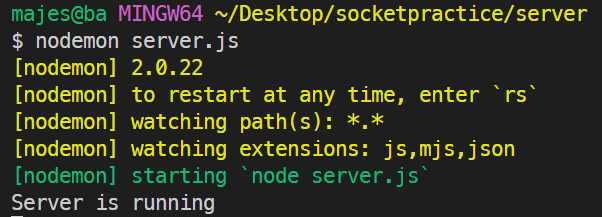 majes@ba MINGW64 ~/Desktop/socketpractice/server
$ nodemon server.js
[nodemon] 2.0.22
[nodemon] to restart at any time, enter `rs`
[nodemon] watching path(s): *.*
[nodemon] watching extensions: js,mjs,json
[nodemon] starting `node server.js`
Server is running